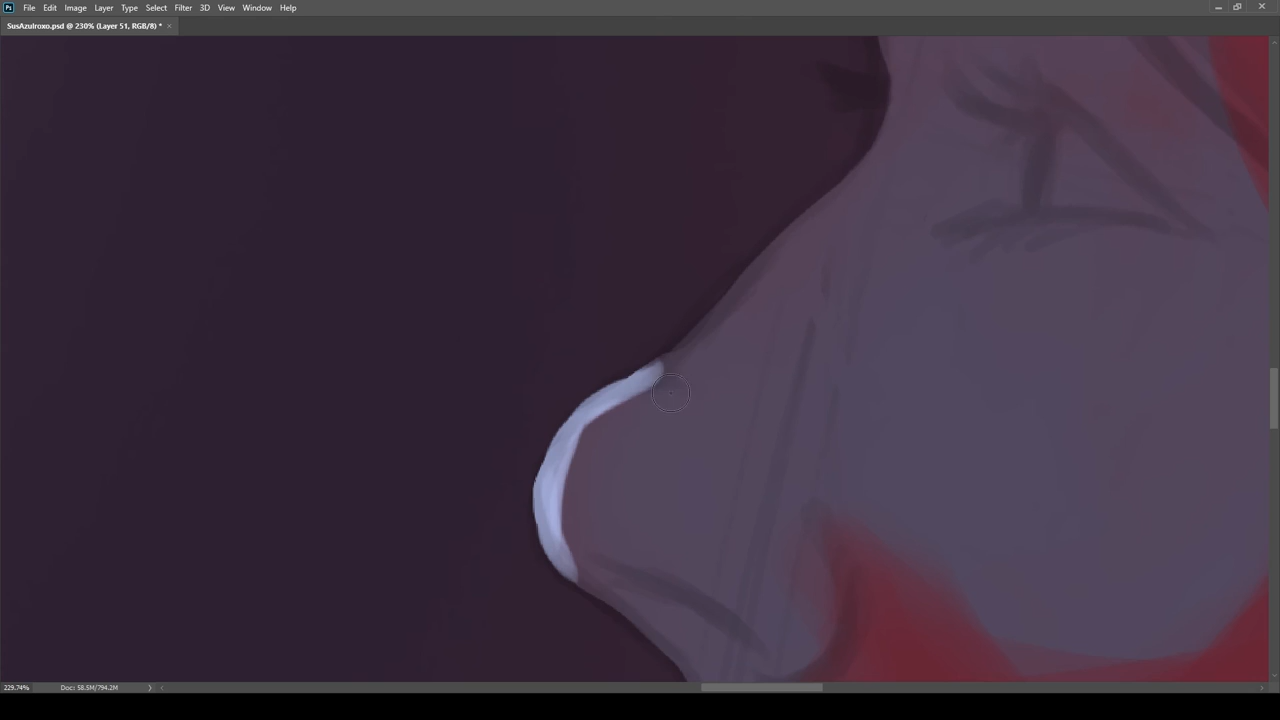 Ps File Edit Image Layer Type Select Filter 3D View Window Help
SusAzulroxo.psd @ 230% (Layer 51, RGB/8) * ×
229.74% Doc: 58.5M/794.2M